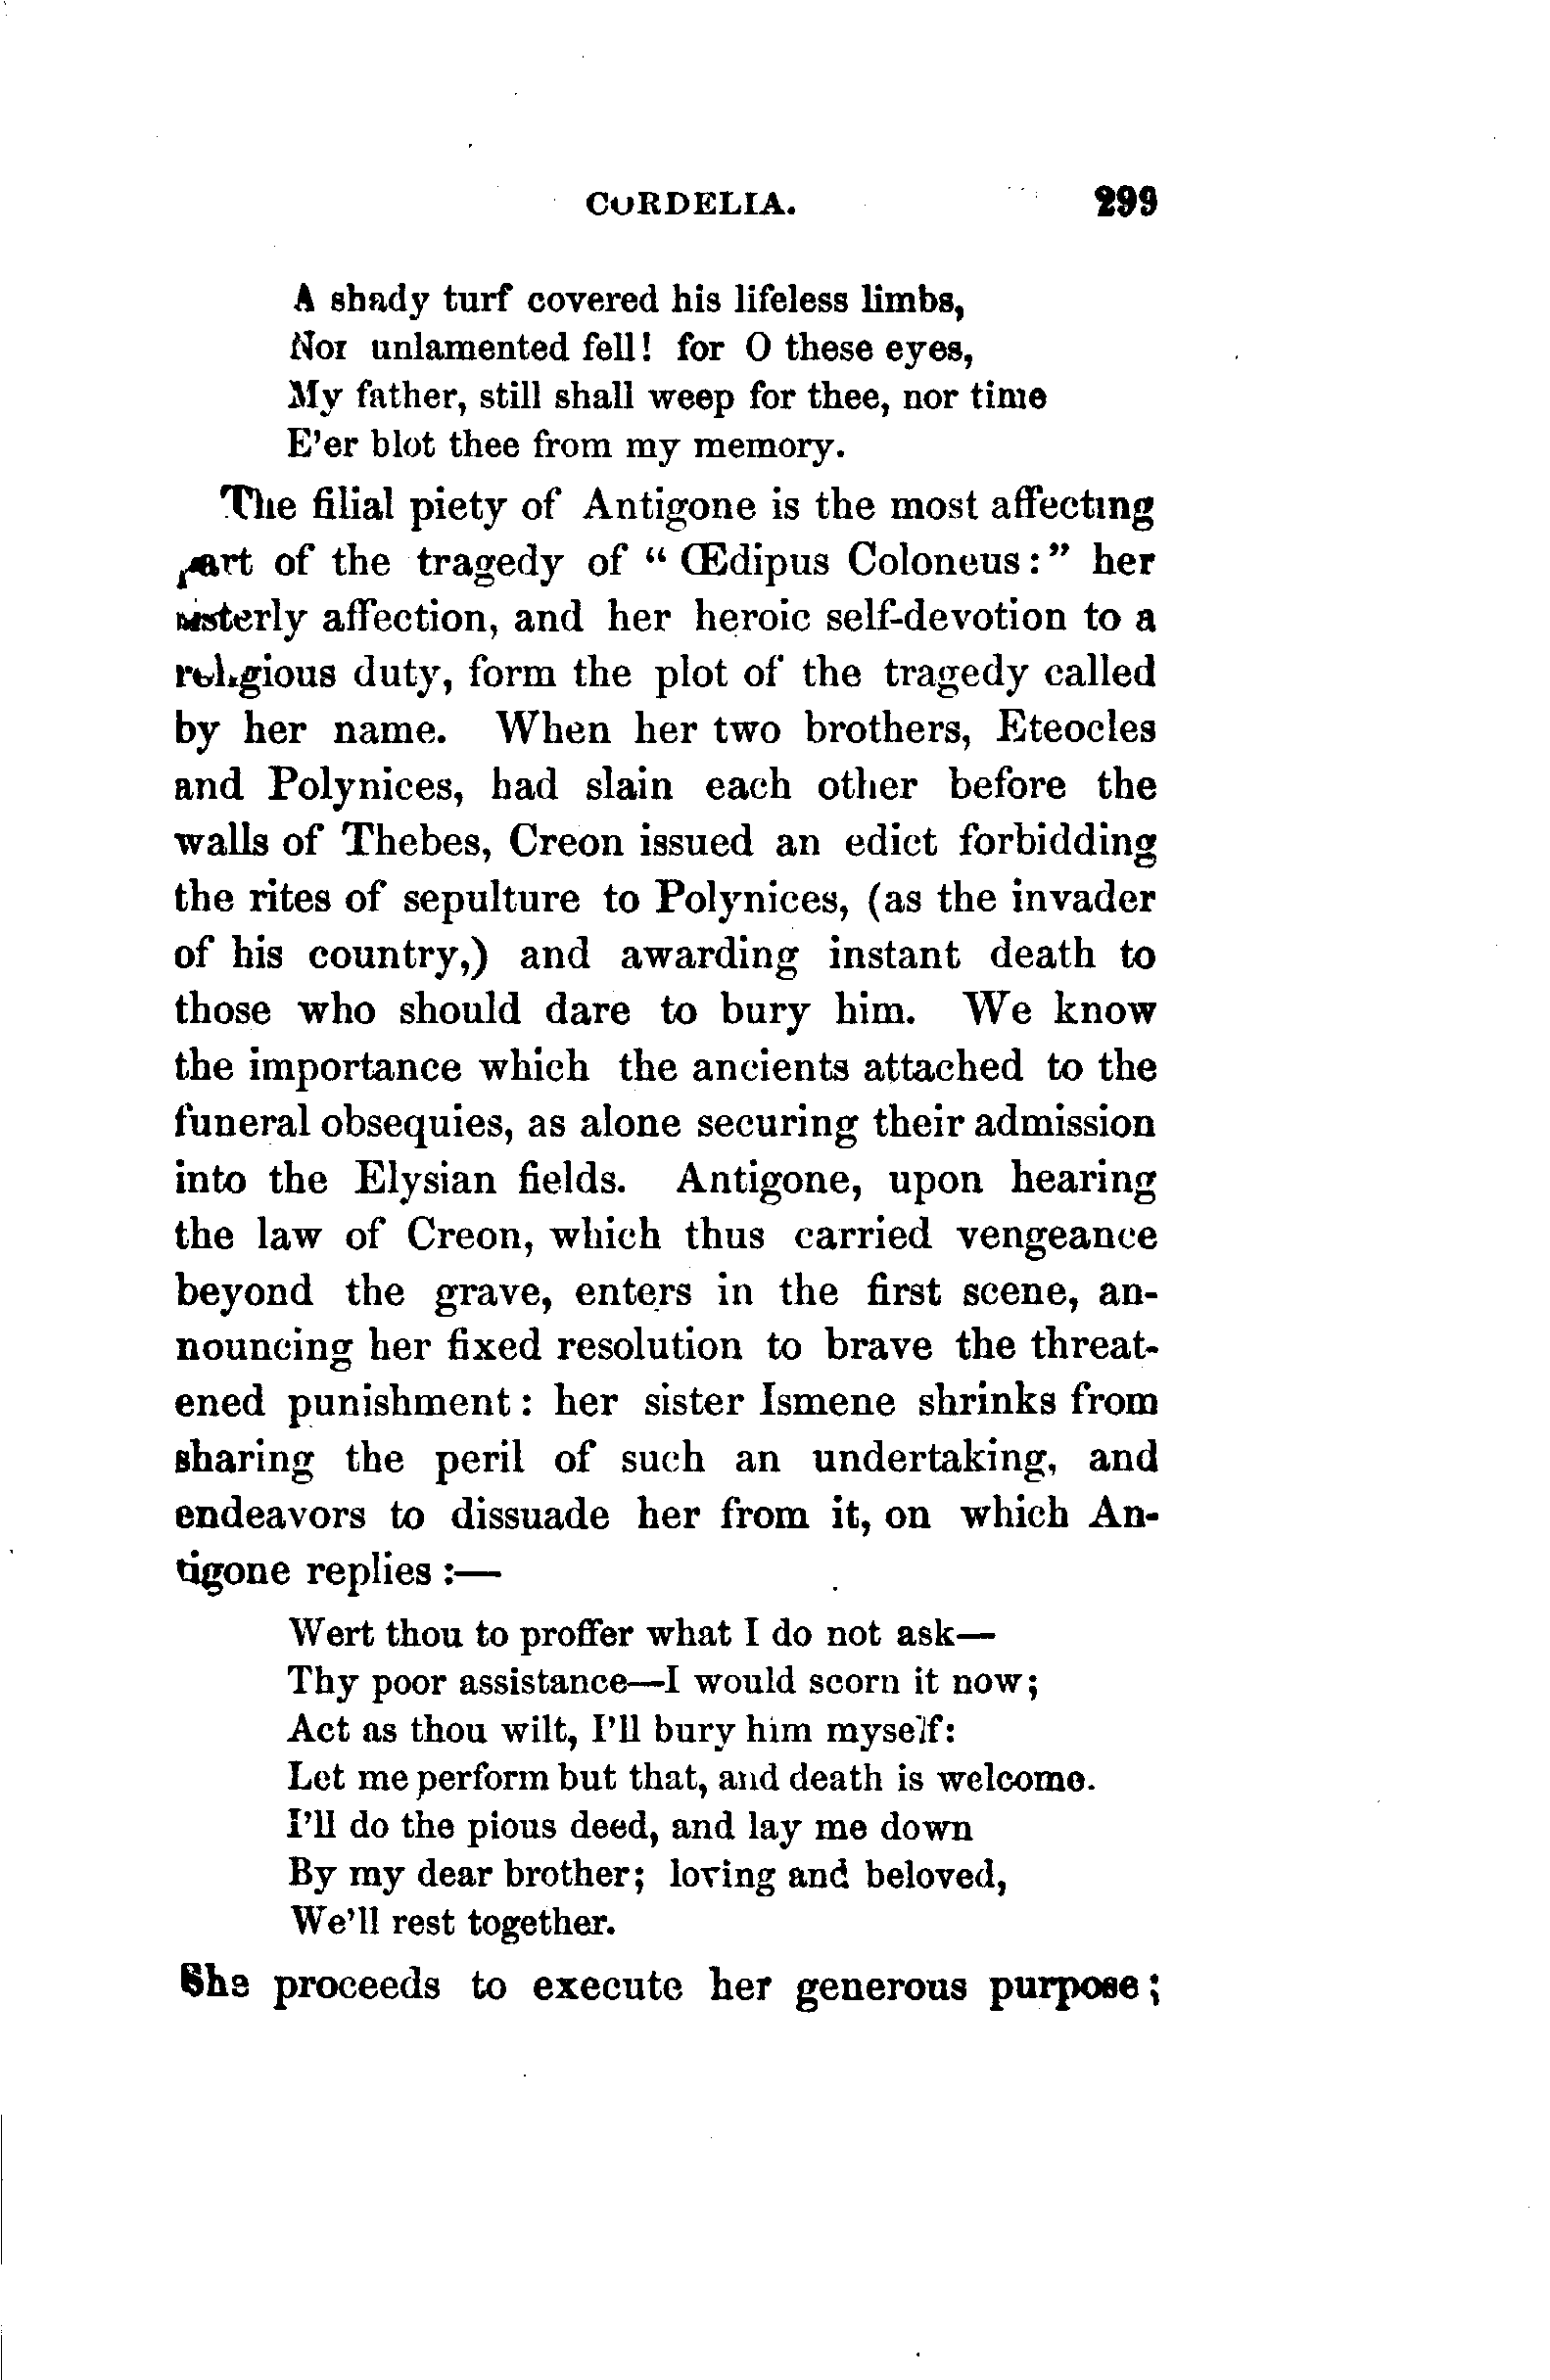 CORDELIA. 299
A shady turf covered his lifeless limbs,
Nor unlamented fell! for O these eyes,
My father, still shall weep for thee, nor time
E'er blot thee from my memory.
The filial piety of Antigone is the most affecting
part of the tragedy of “ Œdipus Coloneus:” her
sisterly affection, and her heroic self-devotion to a
religious duty, form the plot of the tragedy called
by her name. When her two brothers, Eteocles
and Polynices, had slain each other before the
walls of Thebes, Creon issued an edict forbidding
the rites of sepulture to Polynices, (as the invader
of his country,) and awarding instant death to
those who should dare to bury him. We know
the importance which the ancients attached to the
funeral obsequies, as alone securing their admission
into the Elysian fields. Antigone, upon hearing
the law of Creon, which thus carried vengeance
beyond the grave, enters in the first scene, an-
nouncing her fixed resolution to brave the threat-
ened punishment: her sister Ismene shrinks from
sharing the peril of such an undertaking, and
endeavors to dissuade her from it, on which An-
tigone replies:—
Wert thou to proffer what I do not ask—
Thy poor assistance—I would scorn it now;
Act as thou wilt, I'll bury him myself:
Let me perform but that, and death is welcome.
I'll do the pious deed, and lay me down
By my dear brother; loving and beloved,
We'll rest together.
She proceeds to execute her generous purpose;